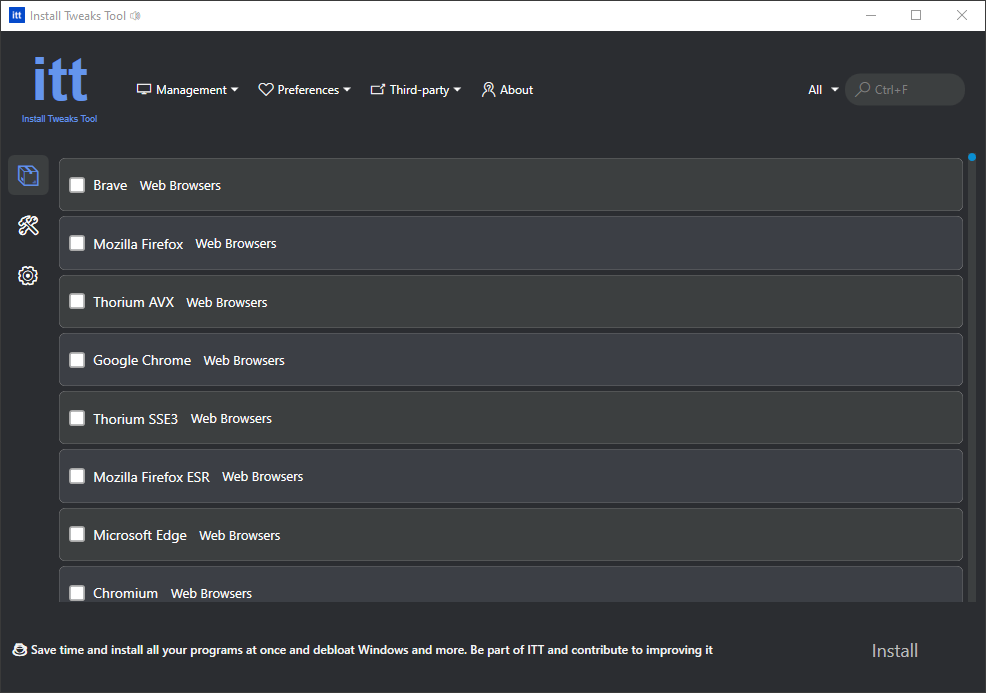 itt Install Tweaks Tool
itt
Install Tweaks Tool
Management Preferences Third-party About All Ctrl+F
Brave Web Browsers
Mozilla Firefox Web Browsers
Thorium AVX Web Browsers
Google Chrome Web Browsers
Thorium SSE3 Web Browsers
Mozilla Firefox ESR Web Browsers
Microsoft Edge Web Browsers
Chromium Web Browsers
Save time and install all your programs at once and debloat Windows and more. Be part of ITT and contribute to improving it
Install